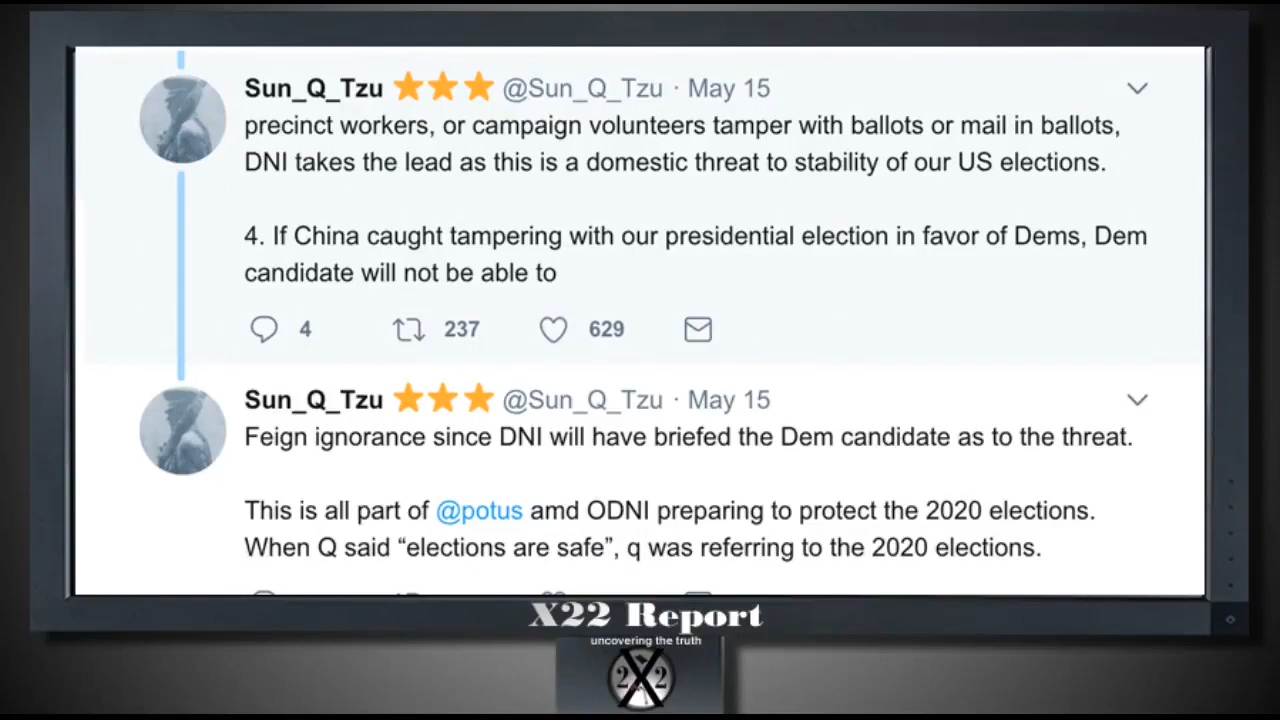 Sun_Q_Tzu ⭐⭐⭐ @Sun_Q_Tzu · May 15
precinct workers, or campaign volunteers tamper with ballots or mail in ballots,
DNI takes the lead as this is a domestic threat to stability of our US elections.
4. If China caught tampering with our presidential election in favor of Dems, Dem
candidate will not be able to
4 237 629
Sun_Q_Tzu ⭐⭐⭐ @Sun_Q_Tzu · May 15
Feign ignorance since DNI will have briefed the Dem candidate as to the threat.
This is all part of @potus amd ODNI preparing to protect the 2020 elections.
When Q said “elections are safe”, q was referring to the 2020 elections.
X22 Report
uncovering the truth
X22